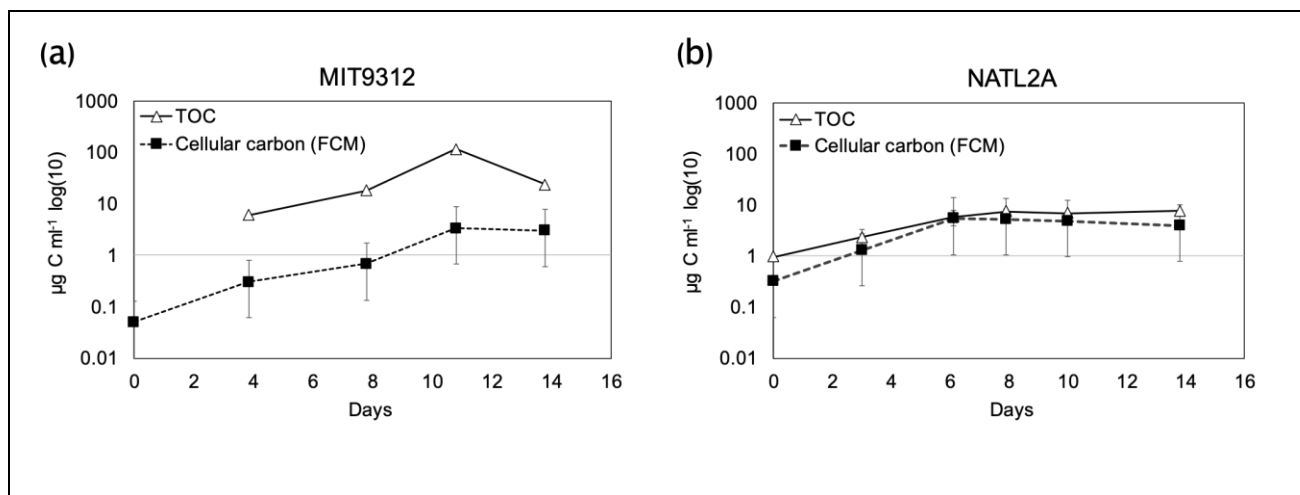 (a)
MIT9312
TOC
Cellular carbon (FCM)
µg C ml-1 log(10)
1000
100
10
1
0.1
0.01
0 2 4 6 8 10 12 14 16
Days
(b)
NATL2A
TOC
Cellular carbon (FCM)
µg C ml-1 log(10)
1000
100
10
1
0.1
0.01
0 2 4 6 8 10 12 14 16
Days